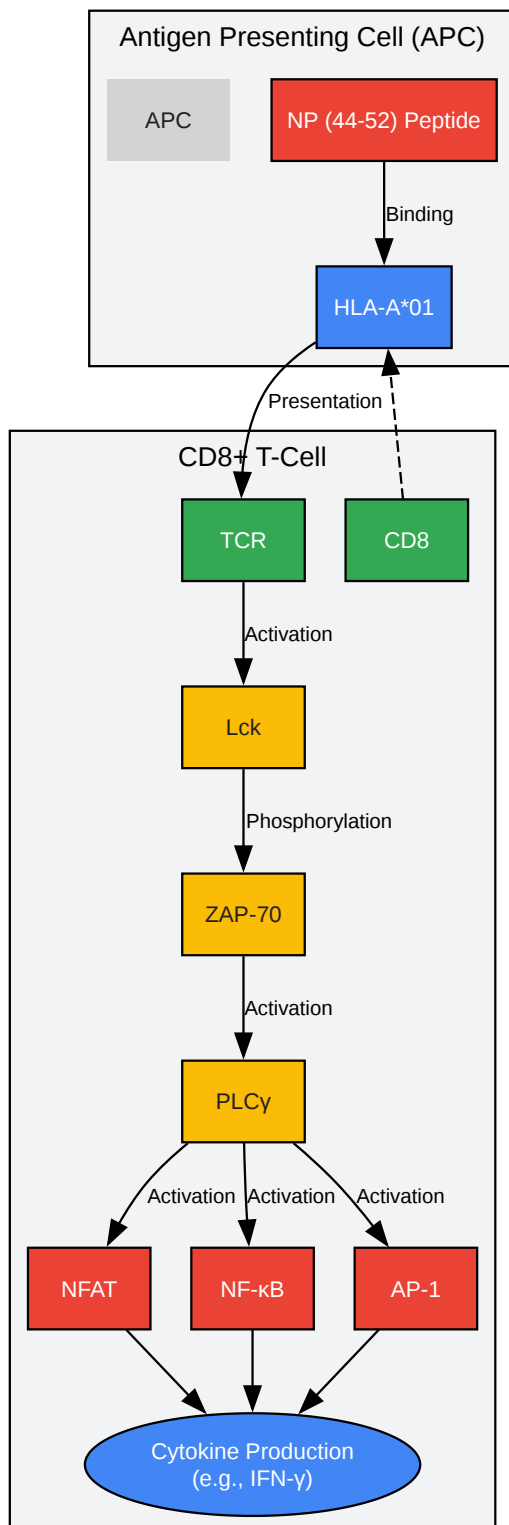 Antigen Presenting Cell (APC)
APC
NP (44-52) Peptide
Binding
HLA-A*01
Presentation
CD8+ T-Cell
TCR
CD8
Activation
Lck
Phosphorylation
ZAP-70
Activation
PLCγ
Activation
Activation
Activation
NFAT
NF-κB
AP-1
Cytokine Production
(e.g., IFN-γ)